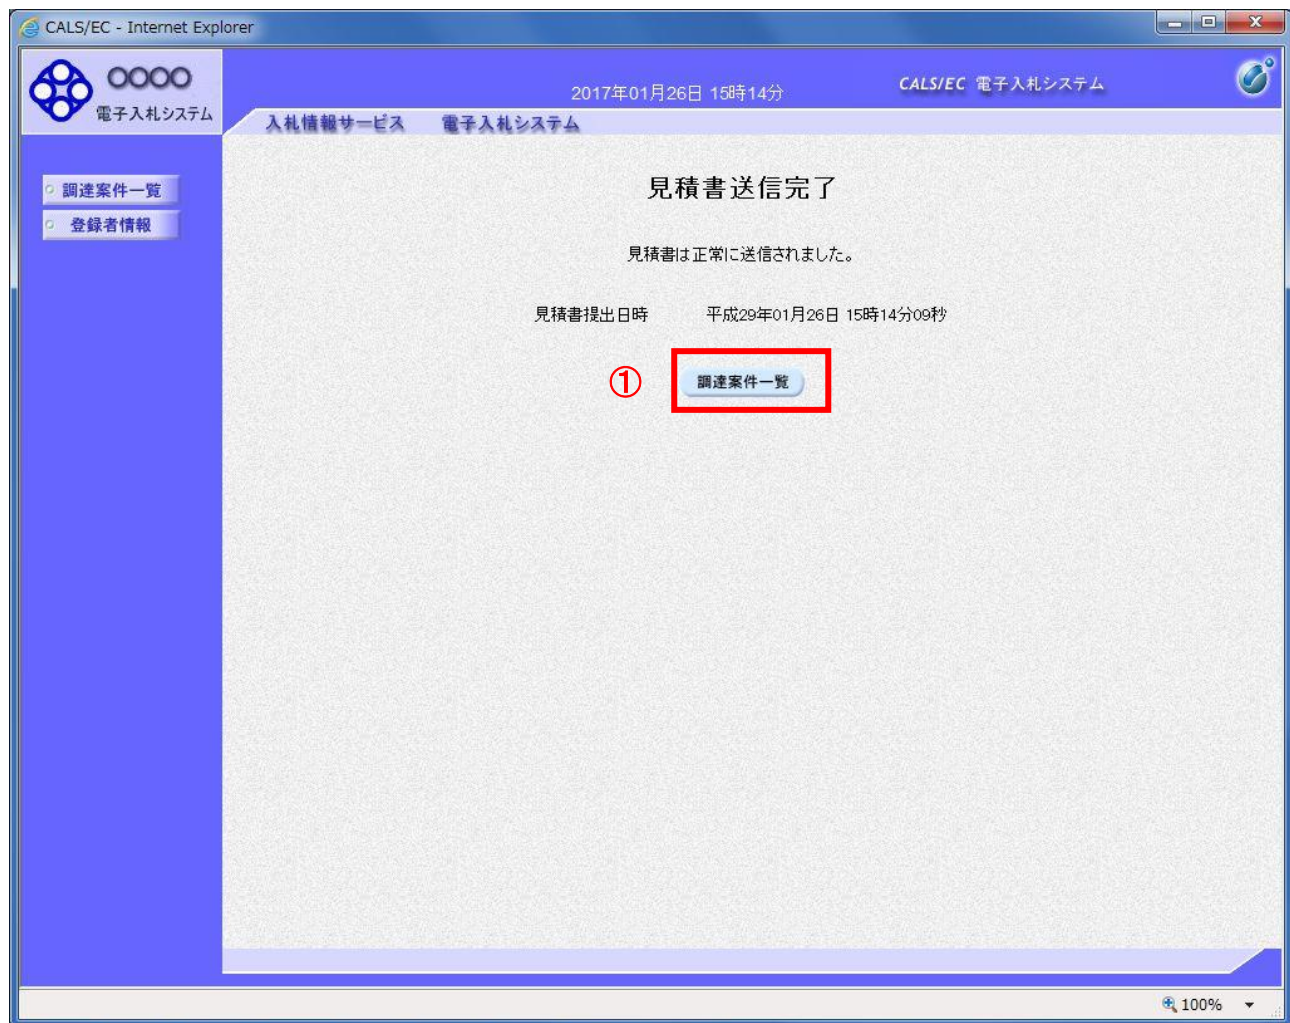 CALS/EC - Internet Explorer
〇〇〇〇
電子入札システム
2017年01月26日 15時14分
CALS/EC 電子入札システム
入札情報サービス 電子入札システム
調達案件一覧
登録者情報
見積書送信完了
見積書は正常に送信されました。
見積書提出日時 平成29年01月26日 15時14分09秒
① 調達案件一覧
100%